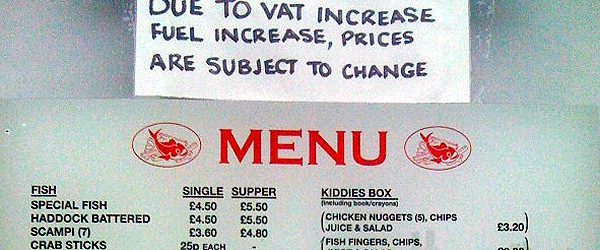 DUE TO VAT INCREASE
FUEL INCREASE, PRICES
ARE SUBJECT TO CHANGE
MENU
FISH SINGLE SUPPER
SPECIAL FISH £4.50 £5.50
HADDOCK BATTERED £4.50 £5.50
SCAMPI (7) £3.60 £4.80
CRAB STICKS 25p EACH -
KIDDIES BOX
(including book/crayons)
(CHICKEN NUGGETS (5), CHIPS
JUICE & SALAD £3.20)
(FISH FINGERS, CHIPS,